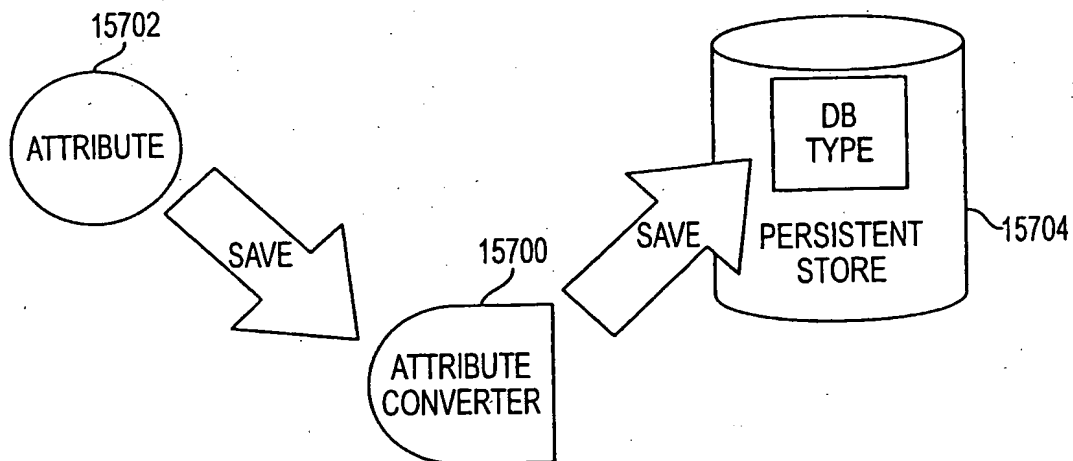 15702
ATTRIBUTE
SAVE
15700
ATTRIBUTE
CONVERTER
SAVE
DB
TYPE
PERSISTENT
STORE
15704